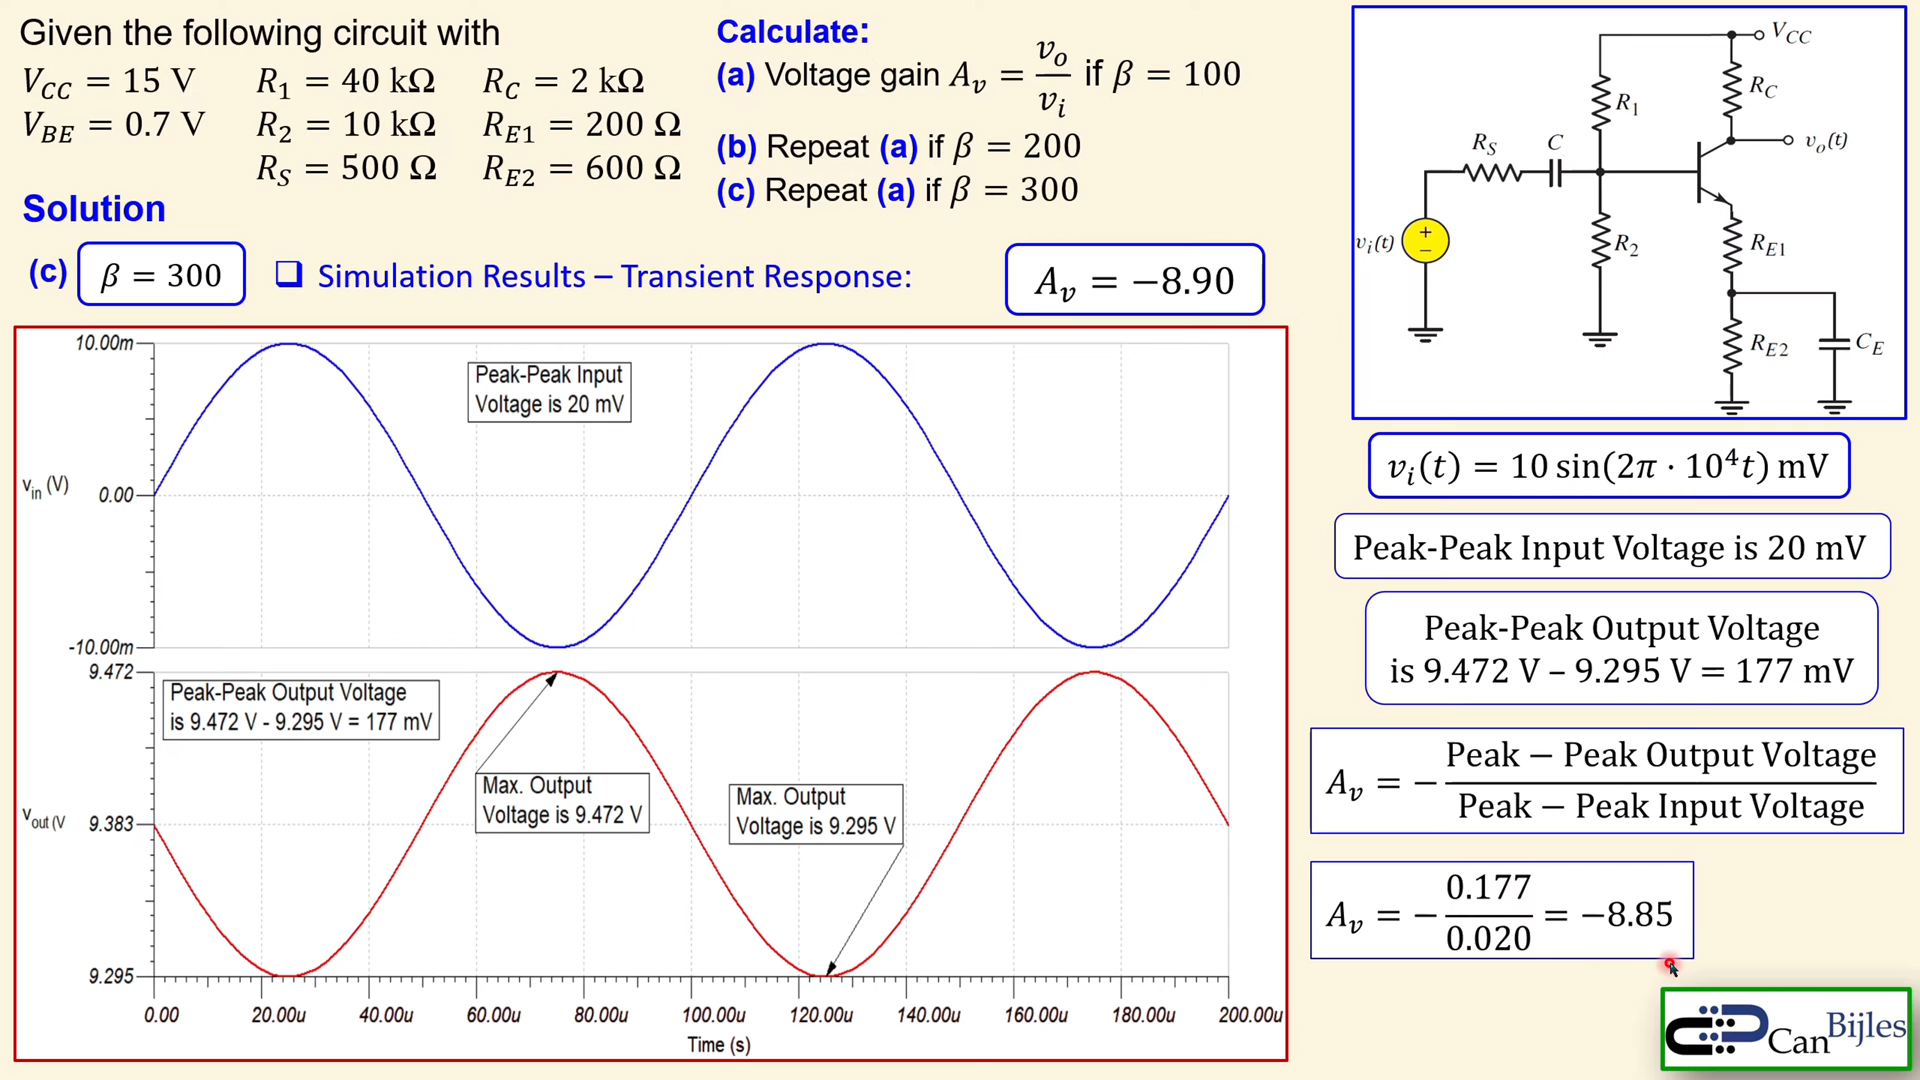 Given the following circuit with
V_CC = 15 V R_1 = 40 kΩ R_C = 2 kΩ
V_BE = 0.7 V R_2 = 10 kΩ R_E1 = 200 Ω
R_S = 500 Ω R_E2 = 600 Ω
Calculate:
(a) Voltage gain A_v = v_o / v_i if β = 100
(b) Repeat (a) if β = 200
(c) Repeat (a) if β = 300
Solution
(c) β = 300
❑ Simulation Results – Transient Response:
A_v = −8.90
10.00m
v_in (V)
0.00
-10.00m
Peak-Peak Input
Voltage is 20 mV
9.472
v_out (V
9.383
9.295
Peak-Peak Output Voltage
is 9.472 V - 9.295 V = 177 mV
Max. Output
Voltage is 9.472 V
Max. Output
Voltage is 9.295 V
0.00 20.00u 40.00u 60.00u 80.00u 100.00u 120.00u 140.00u 160.00u 180.00u 200.00u
Time (s)
V_CC
R_C
R_1
v_o(t)
R_S
C
v_i(t)
+
−
R_2
R_E1
R_E2
C_E
v_i(t) = 10 sin(2π · 10⁴t) mV
Peak-Peak Input Voltage is 20 mV
Peak-Peak Output Voltage
is 9.472 V – 9.295 V = 177 mV
A_v = − Peak − Peak Output Voltage / Peak − Peak Input Voltage
A_v = − 0.177 / 0.020 = −8.85
Can Bijles